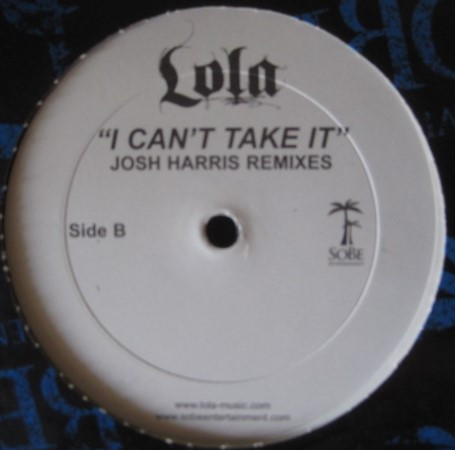 Lola
"I CAN'T TAKE IT"
JOSH HARRIS REMIXES
Side B
SOBE
www.lola-music.com
www.sobeentertainment.com